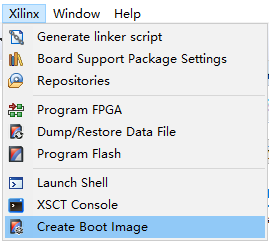 Xilinx Window Help
Generate linker script
Board Support Package Settings
Repositories
Program FPGA
Dump/Restore Data File
Program Flash
Launch Shell
XSCT Console
Create Boot Image